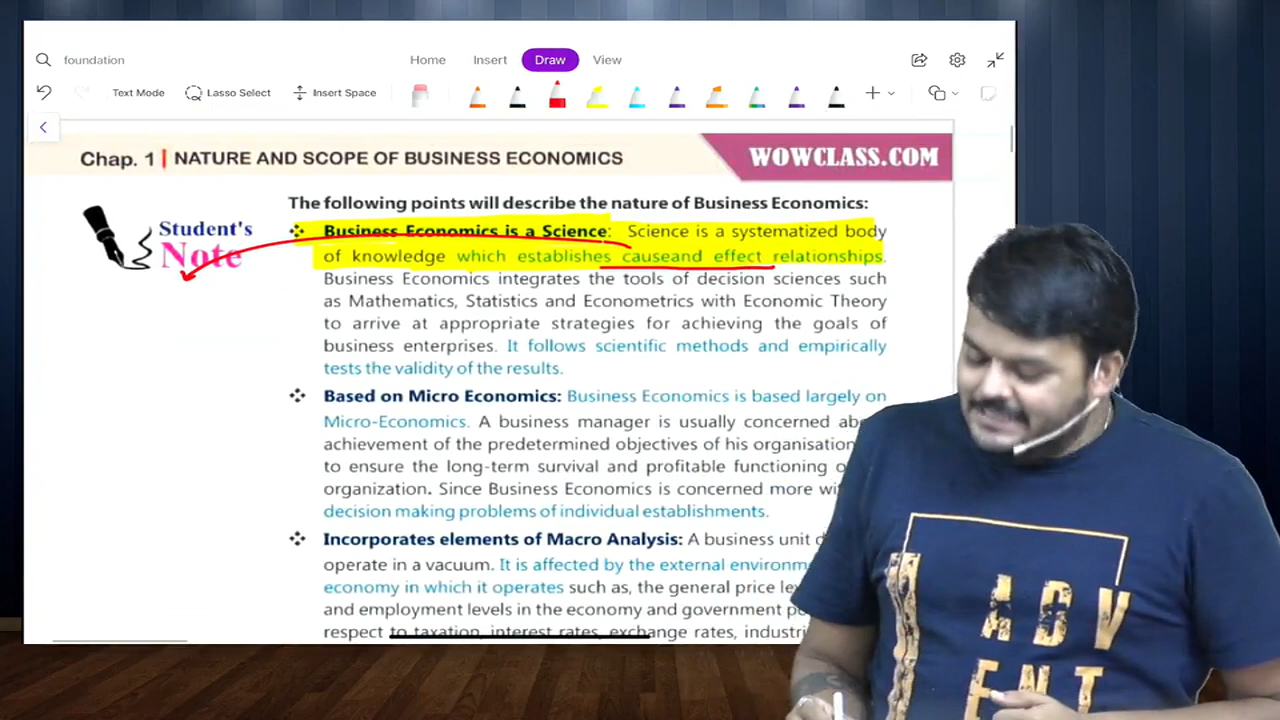 foundation
Home Insert Draw View
Text Mode Lasso Select Insert Space
Chap. 1 | NATURE AND SCOPE OF BUSINESS ECONOMICS
WOWCLASS.COM
Student's
Note
The following points will describe the nature of Business Economics:
Business Economics is a Science: Science is a systematized body
of knowledge which establishes causeand effect relationships.
Business Economics integrates the tools of decision sciences such
as Mathematics, Statistics and Econometrics with Economic Theory
to arrive at appropriate strategies for achieving the goals of
business enterprises. It follows scientific methods and empirically
tests the validity of the results.
Based on Micro Economics: Business Economics is based largely on
Micro-Economics. A business manager is usually concerned
achievement of the predetermined objectives of his organisation
to ensure the long-term survival and profitable functioning
organization. Since Business Economics is concerned more
decision making problems of individual establishments.
Incorporates elements of Macro Analysis: A business unit
operate in a vacuum. It is affected by the external
economy in which it operates such as, the general price
and employment levels in the economy and government
respect to taxation, interest rates, exchange rates,
ADV
ENT